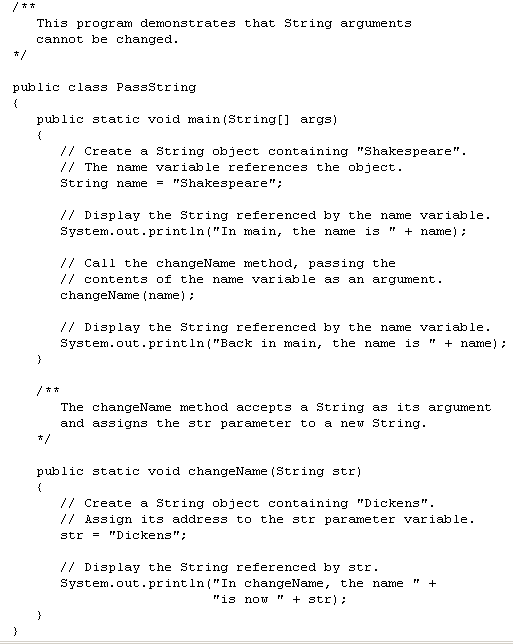 /**
   This program demonstrates that String arguments
   cannot be changed.
*/

public class PassString
{
   public static void main(String[] args)
   {
      // Create a String object containing "Shakespeare".
      // The name variable references the object.
      String name = "Shakespeare";

      // Display the String referenced by the name variable.
      System.out.println("In main, the name is " + name);

      // Call the changeName method, passing the
      // contents of the name variable as an argument.
      changeName(name);

      // Display the String referenced by the name variable.
      System.out.println("Back in main, the name is " + name);
   }

   /**
      The changeName method accepts a String as its argument
      and assigns the str parameter to a new String.
   */

   public static void changeName(String str)
   {
      // Create a String object containing "Dickens".
      // Assign its address to the str parameter variable.
      str = "Dickens";

      // Display the String referenced by str.
      System.out.println("In changeName, the name " +
                         "is now " + str);
   }
}